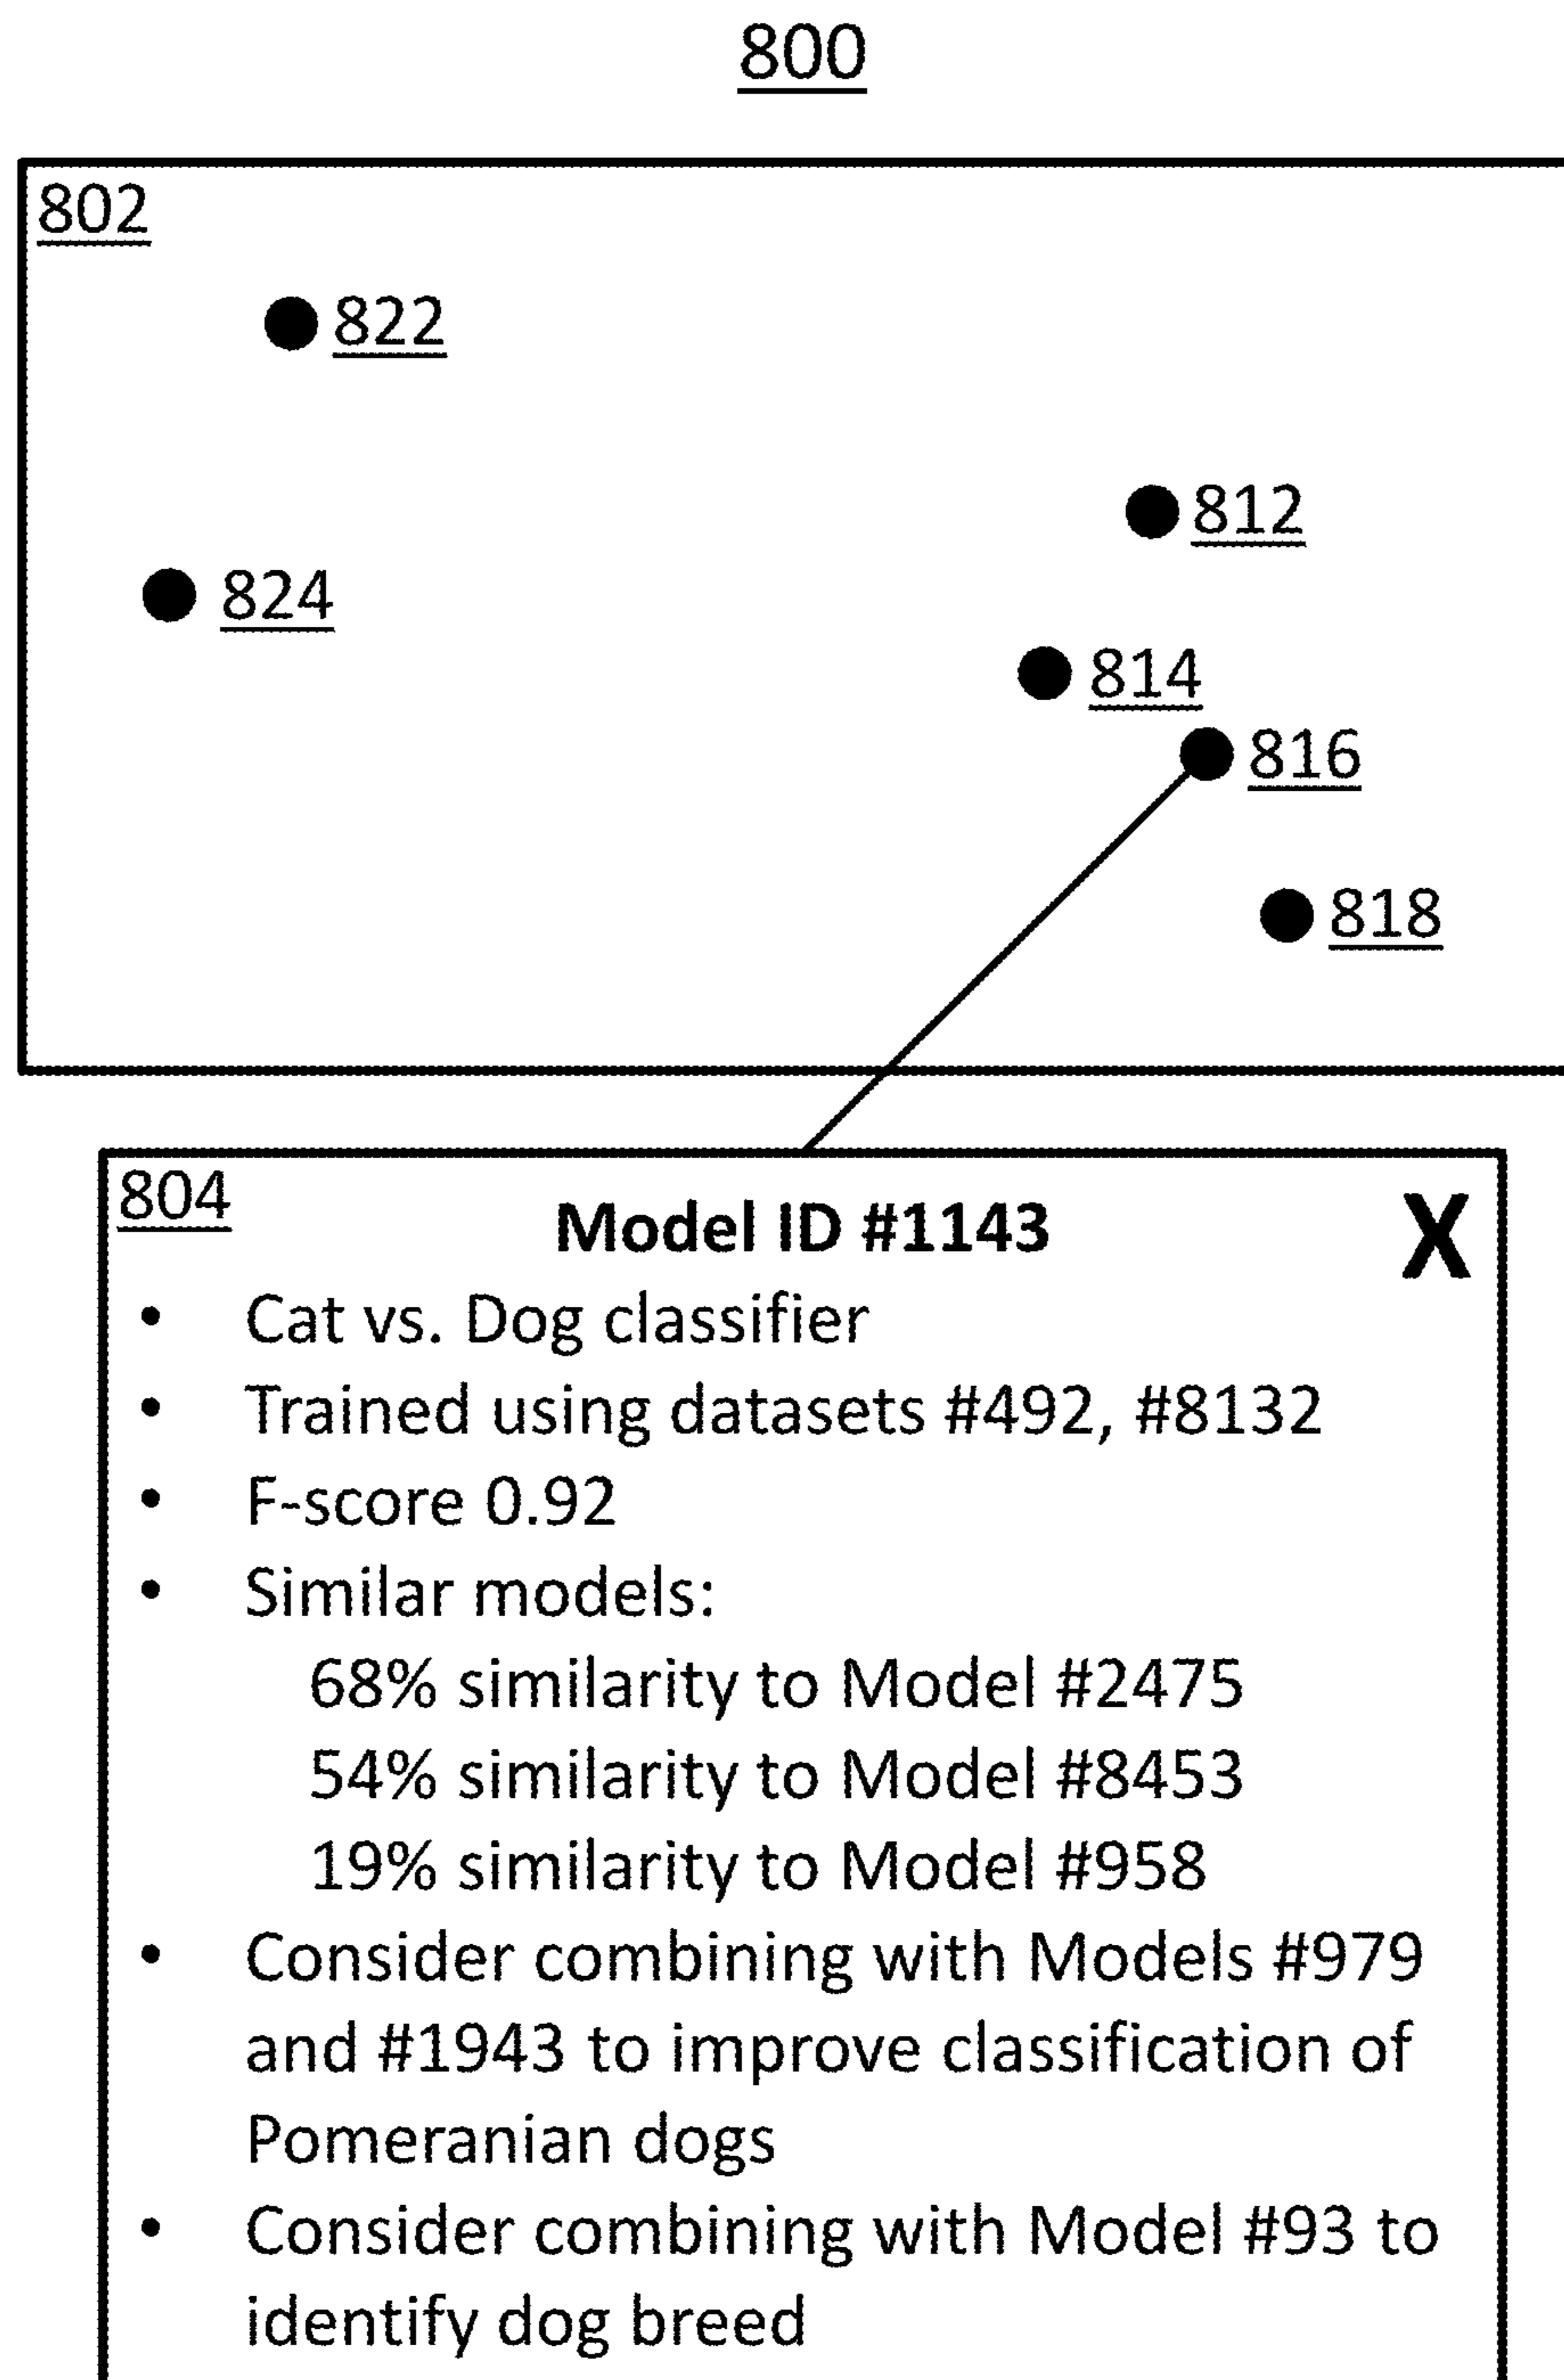 800
802
822
812
824
814
816
818
804
Model ID #1143
X
• Cat vs. Dog classifier
• Trained using datasets #492, #8132
• F-score 0.92
• Similar models:
68% similarity to Model #2475
54% similarity to Model #8453
19% similarity to Model #958
• Consider combining with Models #979
and #1943 to improve classification of
Pomeranian dogs
• Consider combining with Model #93 to
identify dog breed